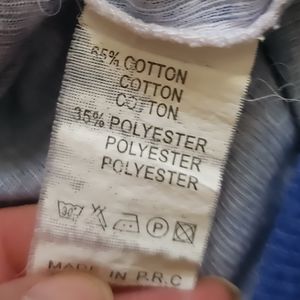 65% COTTON
COTTON
COTTON
35% POLYESTER
POLYESTER
POLYESTER
MADE IN P.R.C